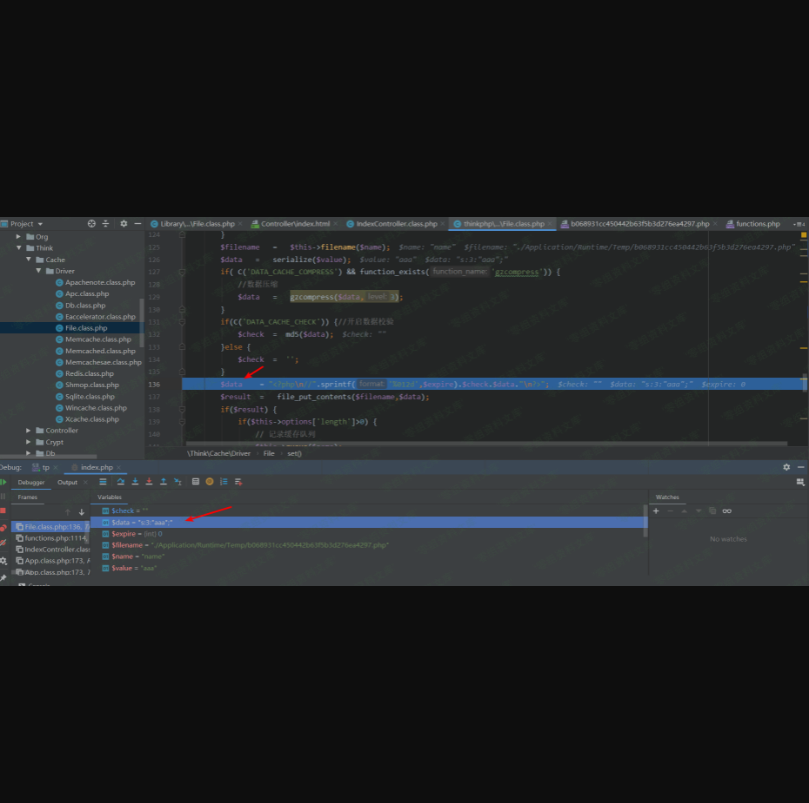 Project
Library\...\File.class.php × Controller\index.html × IndexController.class.php × thinkphp\...\File.class.php × b068931cc450442b63f5b3d276ea4297.php × functions.php ×
Org
Think
Cache
Driver
Apachenote.class.php
Apc.class.php
Db.class.php
Eaccelerator.class.php
File.class.php
Memcache.class.php
Memcached.class.php
Memcachesae.class.php
Redis.class.php
Shmop.class.php
Sqlite.class.php
Wincache.class.php
Xcache.class.php
Controller
Crypt
Db
124 }
125 $filename = $this->filename($name); $name: "name" $filename: "./Application/Runtime/Temp/b068931cc450442b63f5b3d276ea4297.php"
126 $data = serialize($value); $value: "aaa" $data: "s:3:"aaa";"
127 if( C('DATA_CACHE_COMPRESS') && function_exists( function_name: 'gzcompress')) {
128 //数据压缩
129 $data = gzcompress($data, level: 3);
130 }
131 if(C('DATA_CACHE_CHECK')) {//开启数据校验
132 $check = md5($data); $check: ""
133 }else {
134 $check = '';
135 }
136 $data = "<?php\n//".sprintf( format: '%012d',$expire).$check.$data."\n?>"; $check: "" $data: "s:3:"aaa";" $expire: 0
137 $result = file_put_contents($filename,$data);
138 if($result) {
139 if($this->options['length']>0) {
140 // 记录缓存队列
\Think\Cache\Driver › File › set()
Debug: tp × index.php ×
Debugger Output
Frames Variables Watches
File.class.php:136,
functions.php:1114,
IndexController.class
App.class.php:173,
App.class.php:173,
$check = ""
$data = "s:3:"aaa";"
$expire = (int) 0
$filename = "./Application/Runtime/Temp/b068931cc450442b63f5b3d276ea4297.php"
$name = "name"
$value = "aaa"
No watches